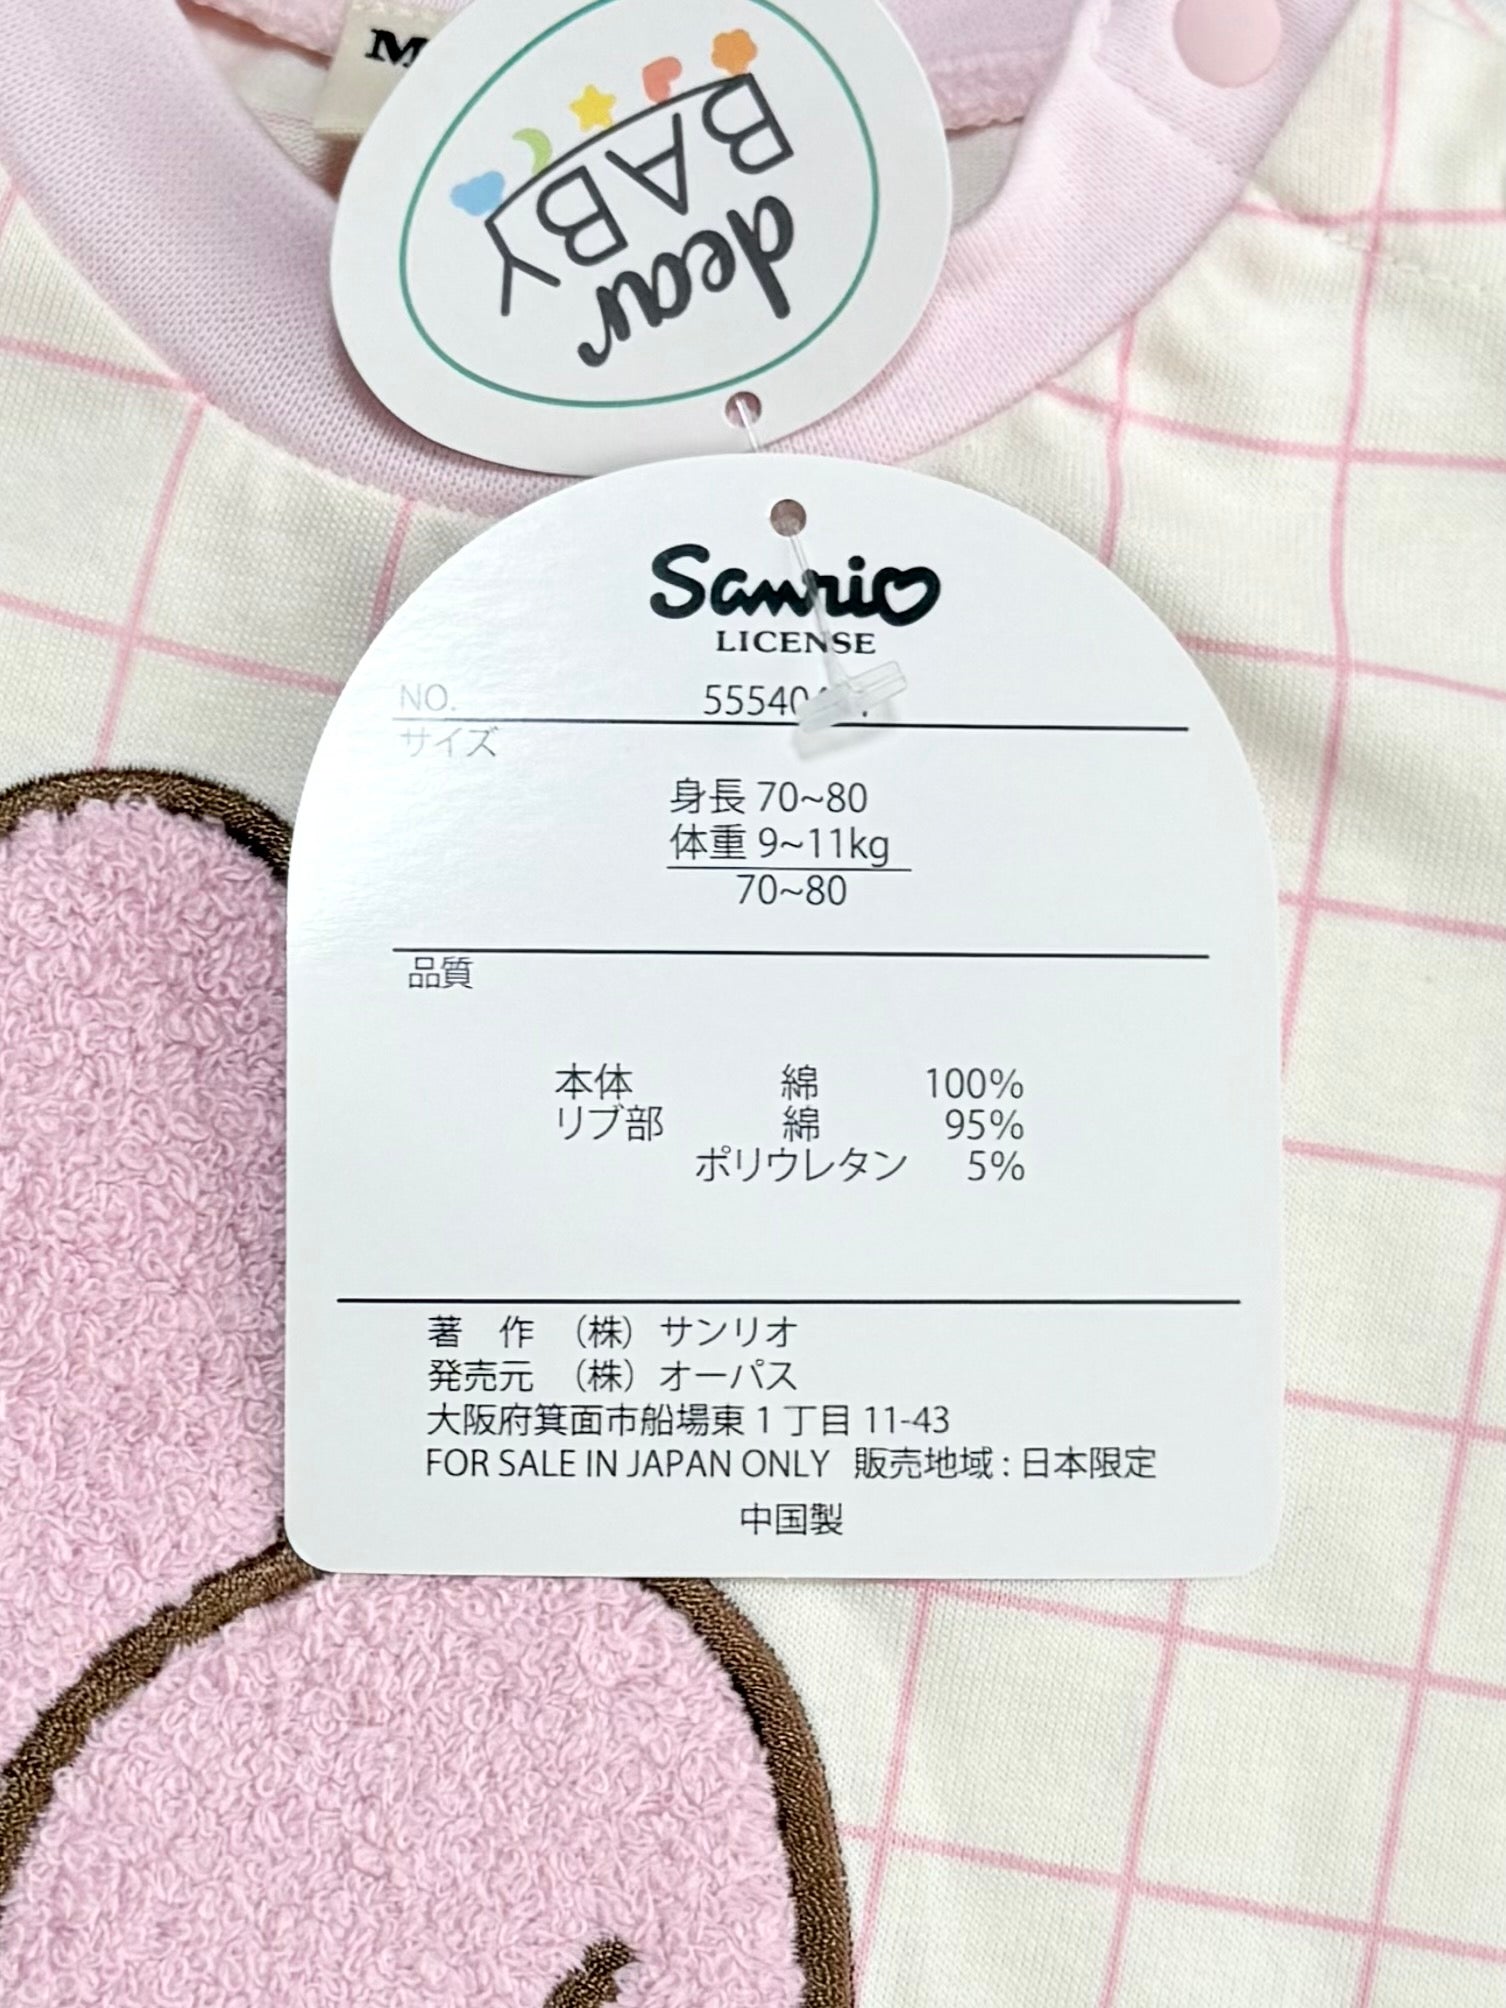 M
dear
BABY
Sanrio
LICENSE
NO.
サイズ
身長 70~80
体重 9~11kg
70~80
品質
本体 綿 100%
リブ部 綿 95%
ポリウレタン 5%
著 作 (株) サンリオ
発売元 (株) オーパス
大阪府箕面市船場東 1 丁目 11-43
FOR SALE IN JAPAN ONLY 販売地域 : 日本限定
中国製